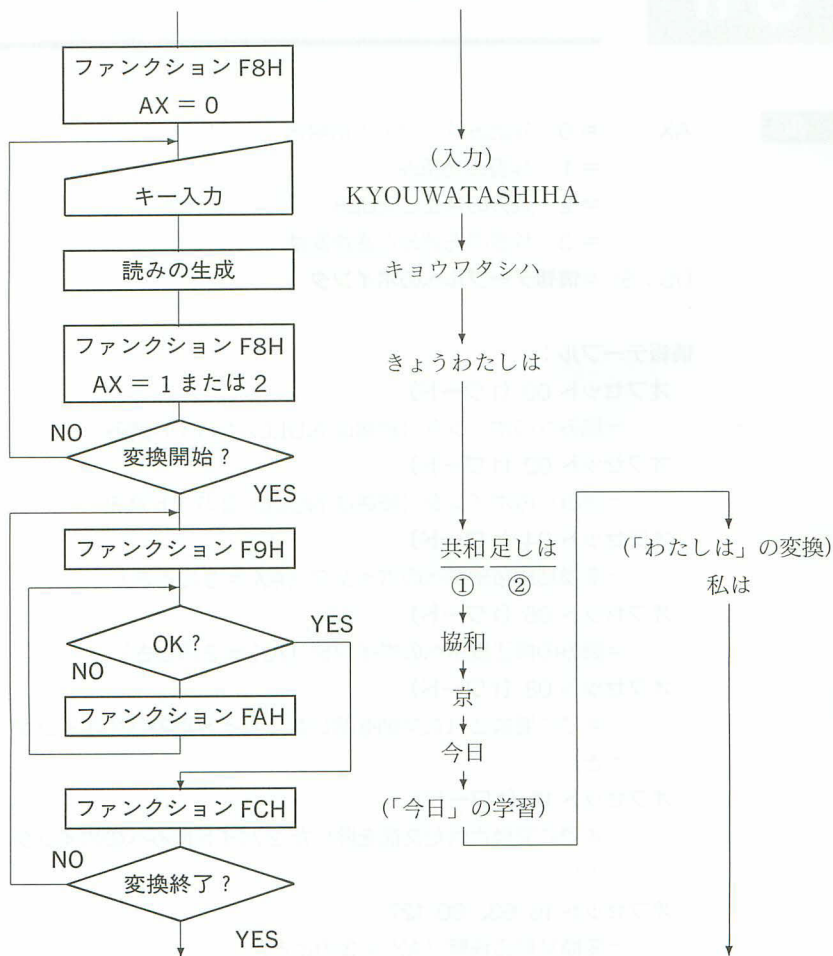 ファンクション F8H
AX = 0
キー入力
読みの生成
ファンクション F8H
AX = 1 または 2
NO
変換開始？
YES
ファンクション F9H
OK？
YES
NO
ファンクション FAH
ファンクション FCH
NO
変換終了？
YES
(入力)
KYOUWATASHIHA
キョウワタシハ
きょうわたしは
共和 足しは
① ②
協和
京
今日
(「今日」の学習)
(「わたしは」の変換)
私は